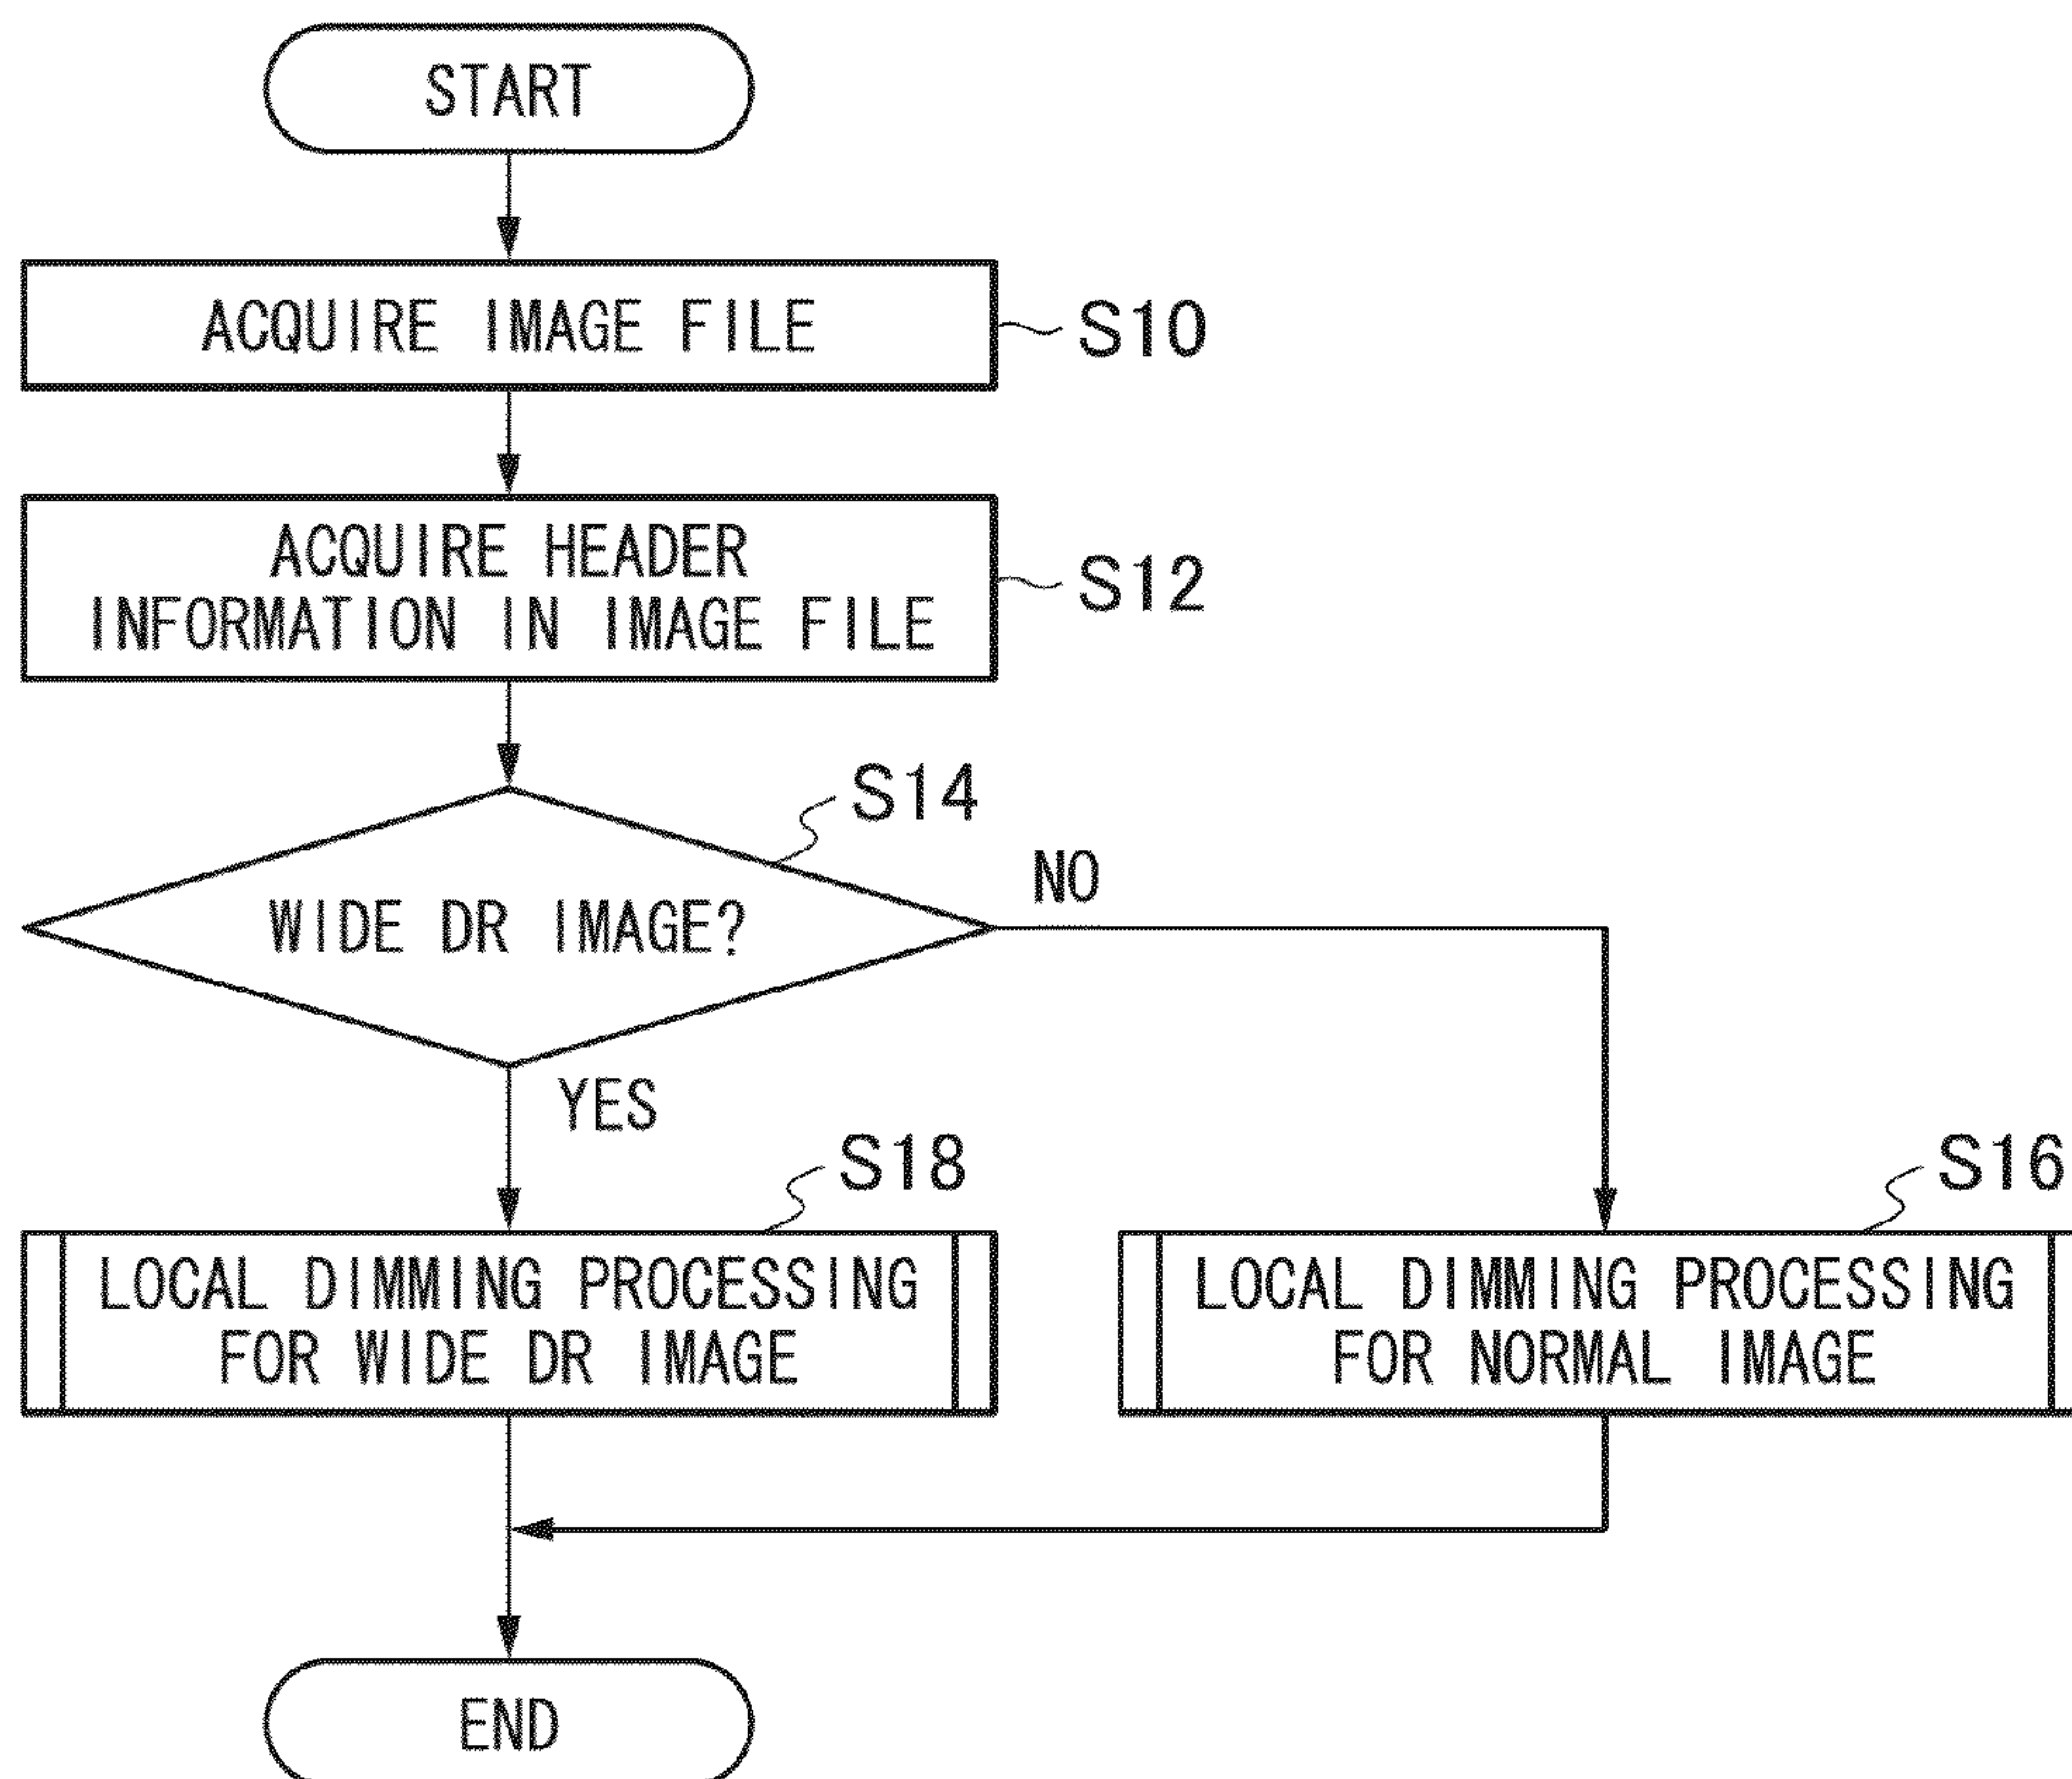 START
ACQUIRE IMAGE FILE
S10
ACQUIRE HEADER
INFORMATION IN IMAGE FILE
S12
S14
WIDE DR IMAGE?
NO
YES
S18
LOCAL DIMMING PROCESSING
FOR WIDE DR IMAGE
S16
LOCAL DIMMING PROCESSING
FOR NORMAL IMAGE
END